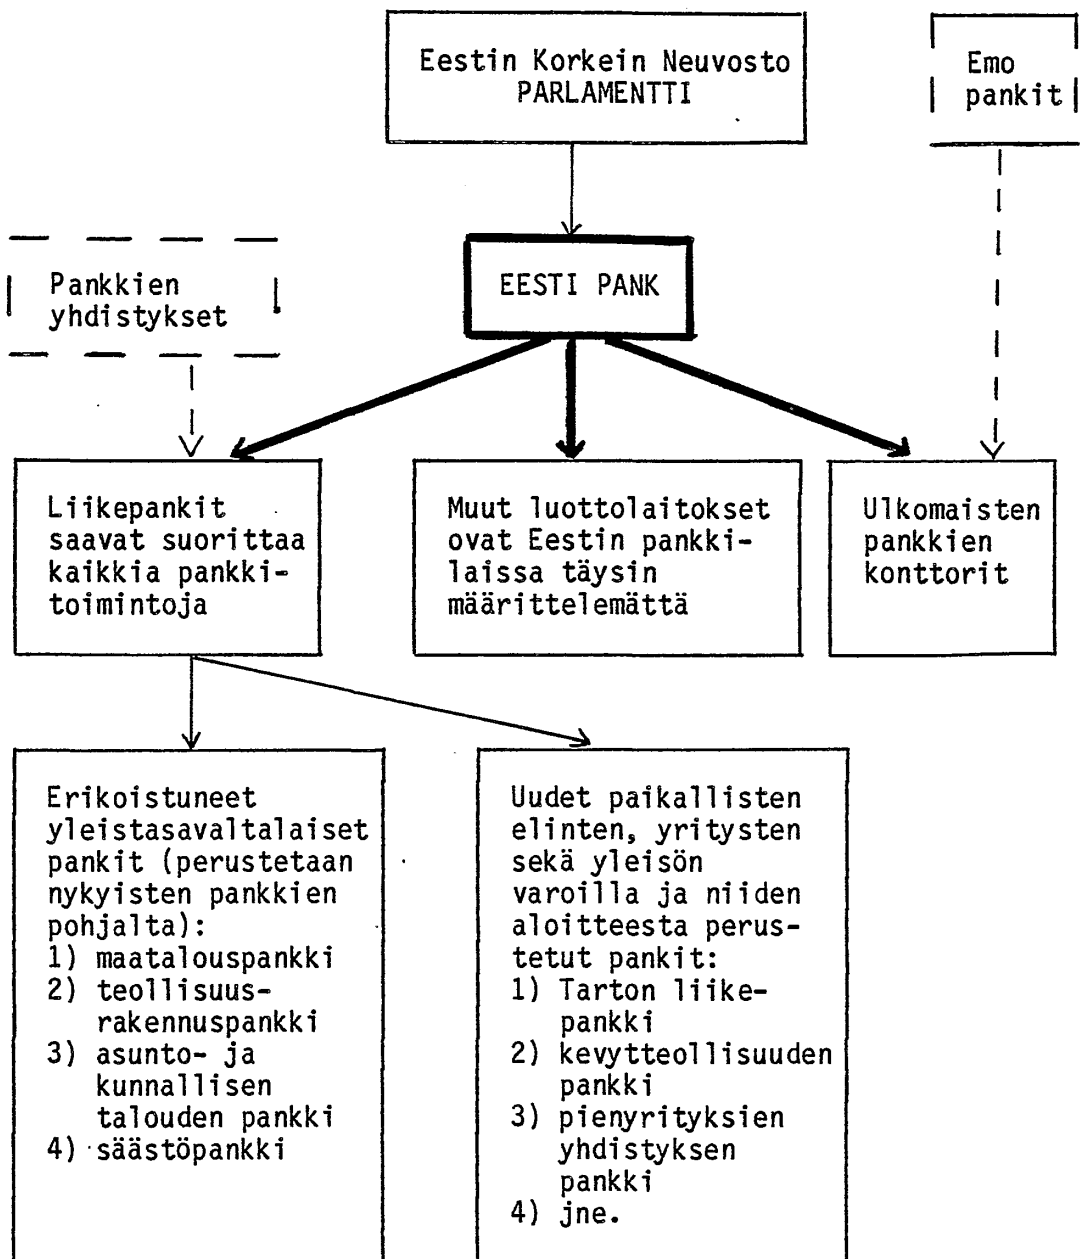 Eestin Korkein Neuvosto
PARLAMENTTI
Emo
pankit
Pankkien
yhdistykset
EESTI PANK
Liikepankit
saavat suorittaa
kaikkia pankki-
toimintoja
Muut luottolaitokset
ovat Eestin pankki-
laissa täysin
määrittelemättä
Ulkomaisten
pankkien
konttorit
Erikoistuneet
yleistasavaltalaiset
pankit (perustetaan
nykyisten pankkien
pohjalta):
1) maatalouspankki
2) teollisuus-
rakennuspankki
3) asunto- ja
kunnallisen
talouden pankki
4) säästöpankki
Uudet paikallisten
elinten, yritysten
sekä yleisön
varoilla ja niiden
aloitteesta perus-
tetut pankit:
1) Tarton liike-
pankki
2) kevytteollisuuden
pankki
3) pienyrityksien
yhdistyksen
pankki
4) jne.